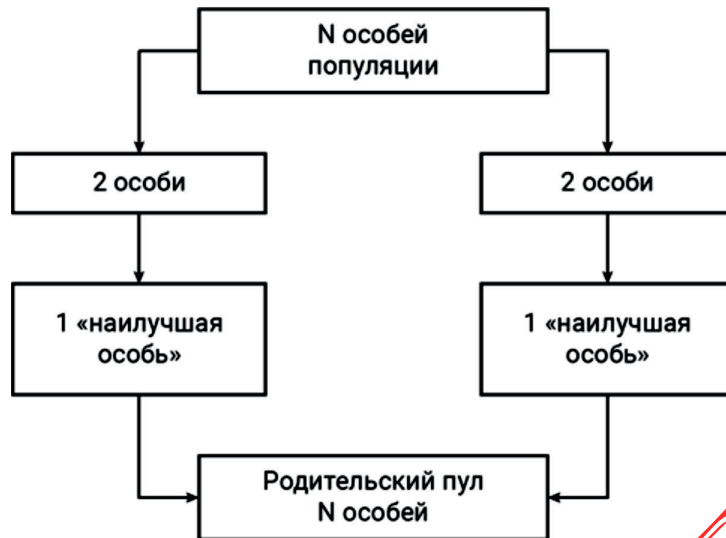 N особей
популяции
2 особи
2 особи
1 «наилучшая
особь»
1 «наилучшая
особь»
Родительский пул
N особей